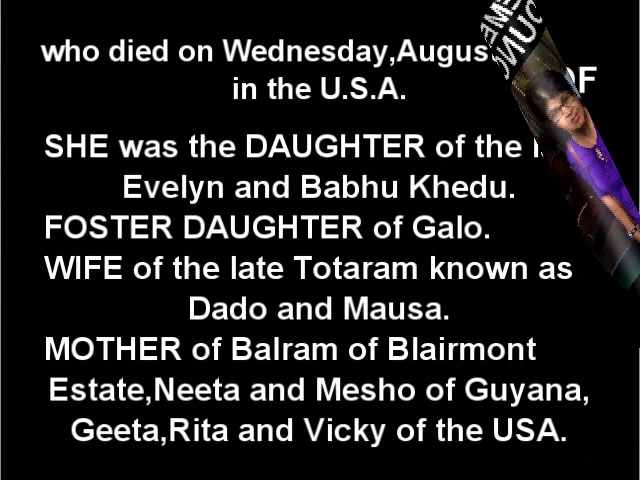 who died on Wednesday,Augus
in the U.S.A.
OF
SHE was the DAUGHTER of the
Evelyn and Babhu Khedu.
FOSTER DAUGHTER of Galo.
WIFE of the late Totaram known as
Dado and Mausa.
MOTHER of Balram of Blairmont
Estate,Neeta and Mesho of Guyana,
Geeta,Rita and Vicky of the USA.